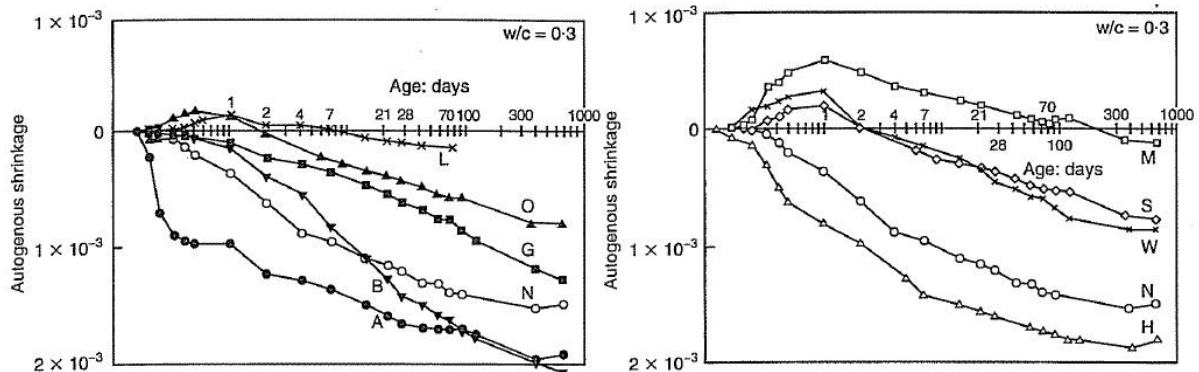 1 × 10⁻³
w/c = 0·3
Autogenous shrinkage
Age: days
1
2
4
7
21
28
70
100
300
1000
0
L
O
G
N
B
A
1 × 10⁻³
2 × 10⁻³
1 × 10⁻³
w/c = 0·3
Autogenous shrinkage
0
1
2
4
7
21
28
70
100
300
1000
Age: days
M
S
W
N
H
1 × 10⁻³
2 × 10⁻³